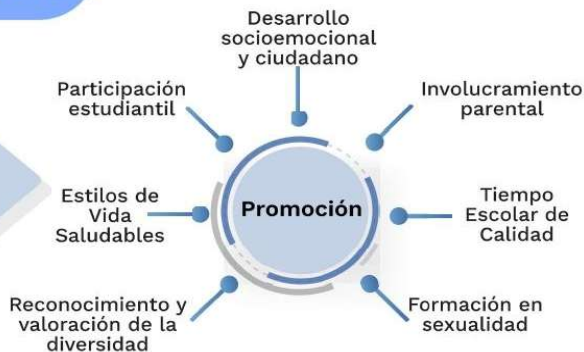 Desarrollo
socioemocional
y ciudadano
Participación
estudiantil
Involucramiento
parental
Estilos de
Vida
Saludables
Promoción
Tiempo
Escolar de
Calidad
Reconocimiento y
valoración de la
diversidad
Formación en
sexualidad